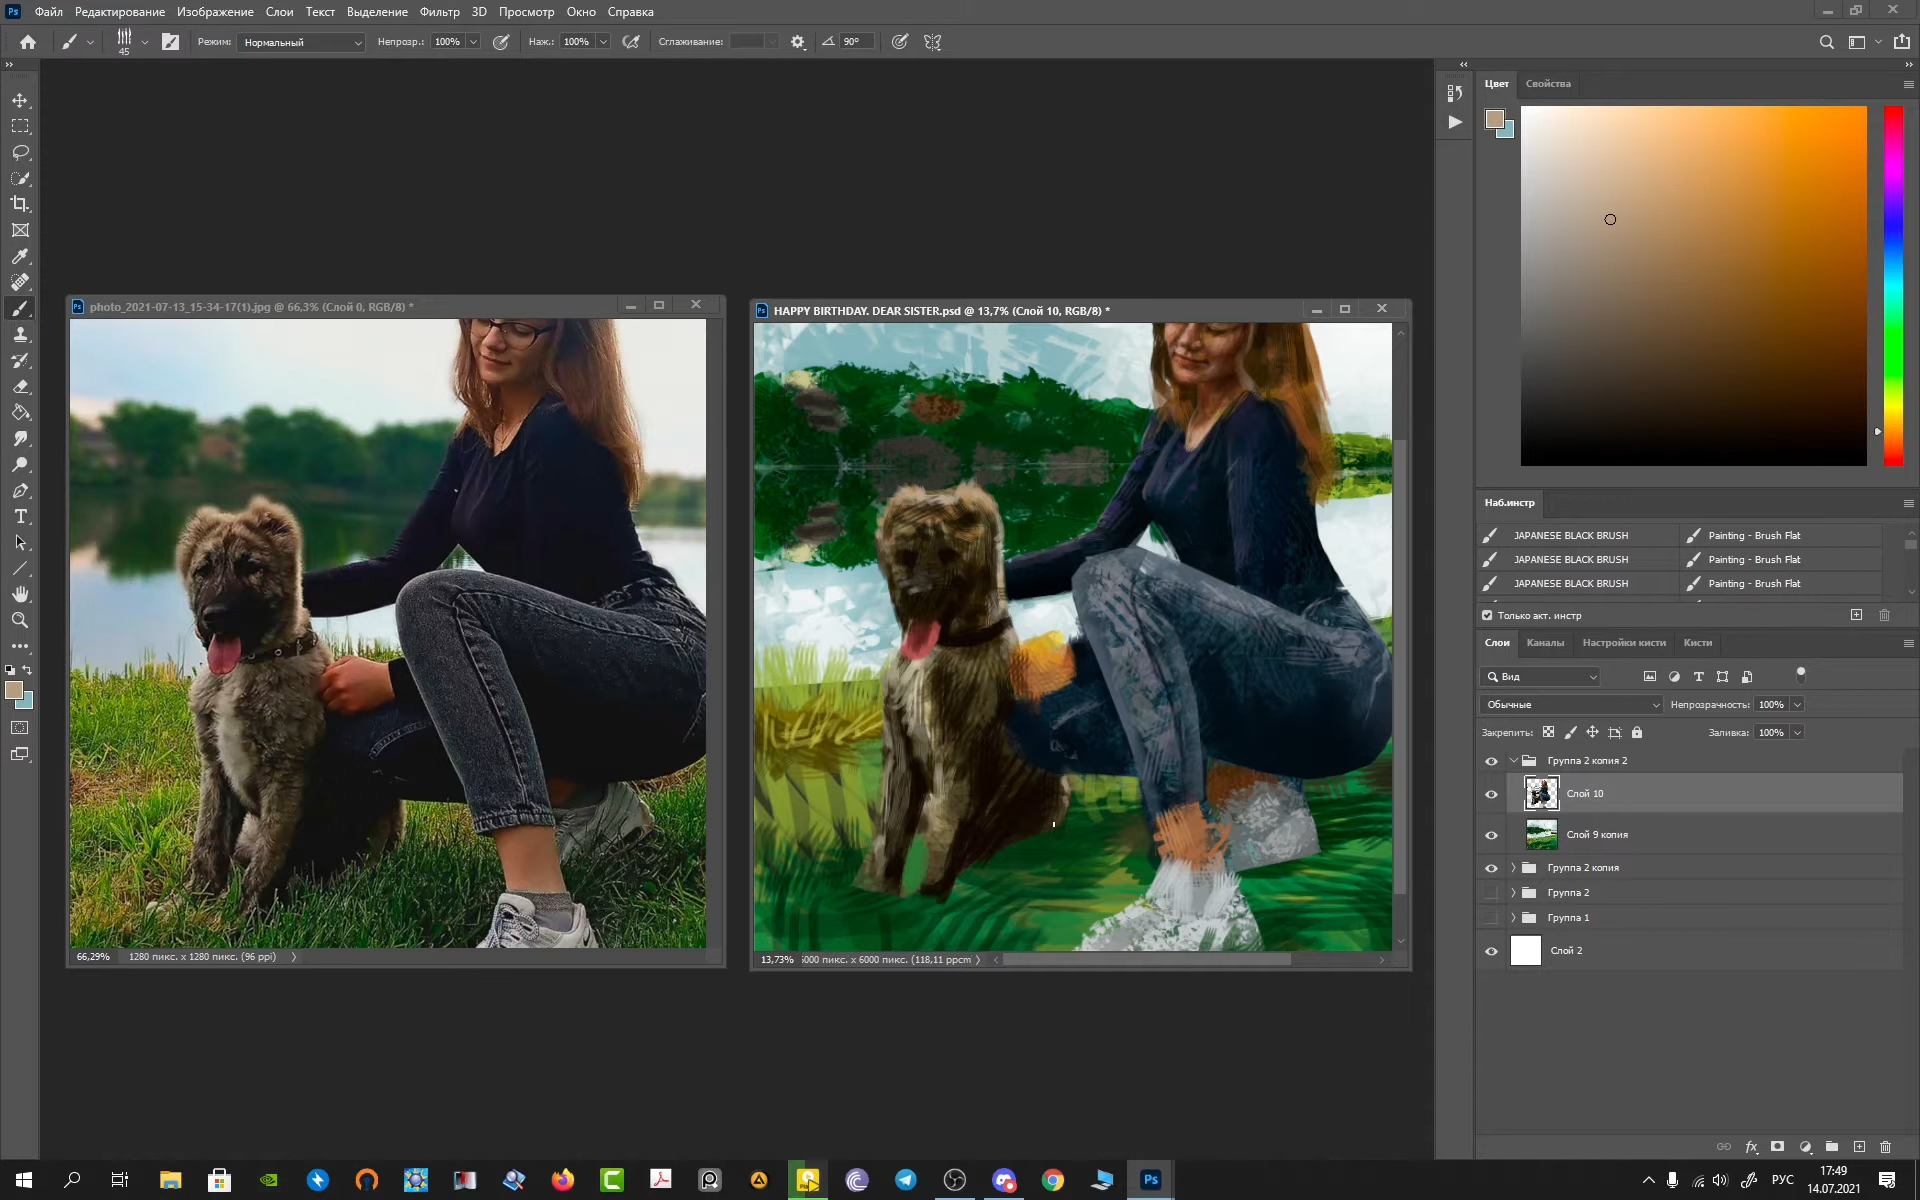 Файл Редактирование Изображение Слои Текст Выделение Фильтр 3D Просмотр Окно Справка
45 Режим: Нормальный Непрозр.: 100% Наж.: 100% Сглаживание: 90°
Цвет Свойства
photo_2021-07-13_15-34-17(1).jpg @ 66,3% (Слой 0, RGB/8) *
HAPPY BIRTHDAY. DEAR SISTER.psd @ 13,7% (Слой 10, RGB/8) *
Наб.инстр
JAPANESE BLACK BRUSH Painting - Brush Flat
JAPANESE BLACK BRUSH Painting - Brush Flat
JAPANESE BLACK BRUSH Painting - Brush Flat
Только акт. инстр
Слои Каналы Настройки кисти Кисти
Вид
Обычные Непрозрачность: 100%
Закрепить: Заливка: 100%
Группа 2 копия 2
Слой 10
Слой 9 копия
Группа 2 копия
Группа 2
Группа 1
Слой 2
66,29% 1280 пикс. x 1280 пикс. (96 ppi)
13,73% 6000 пикс. x 6000 пикс. (118,11 ppcm
Ps РУС 17:49
14.07.2021